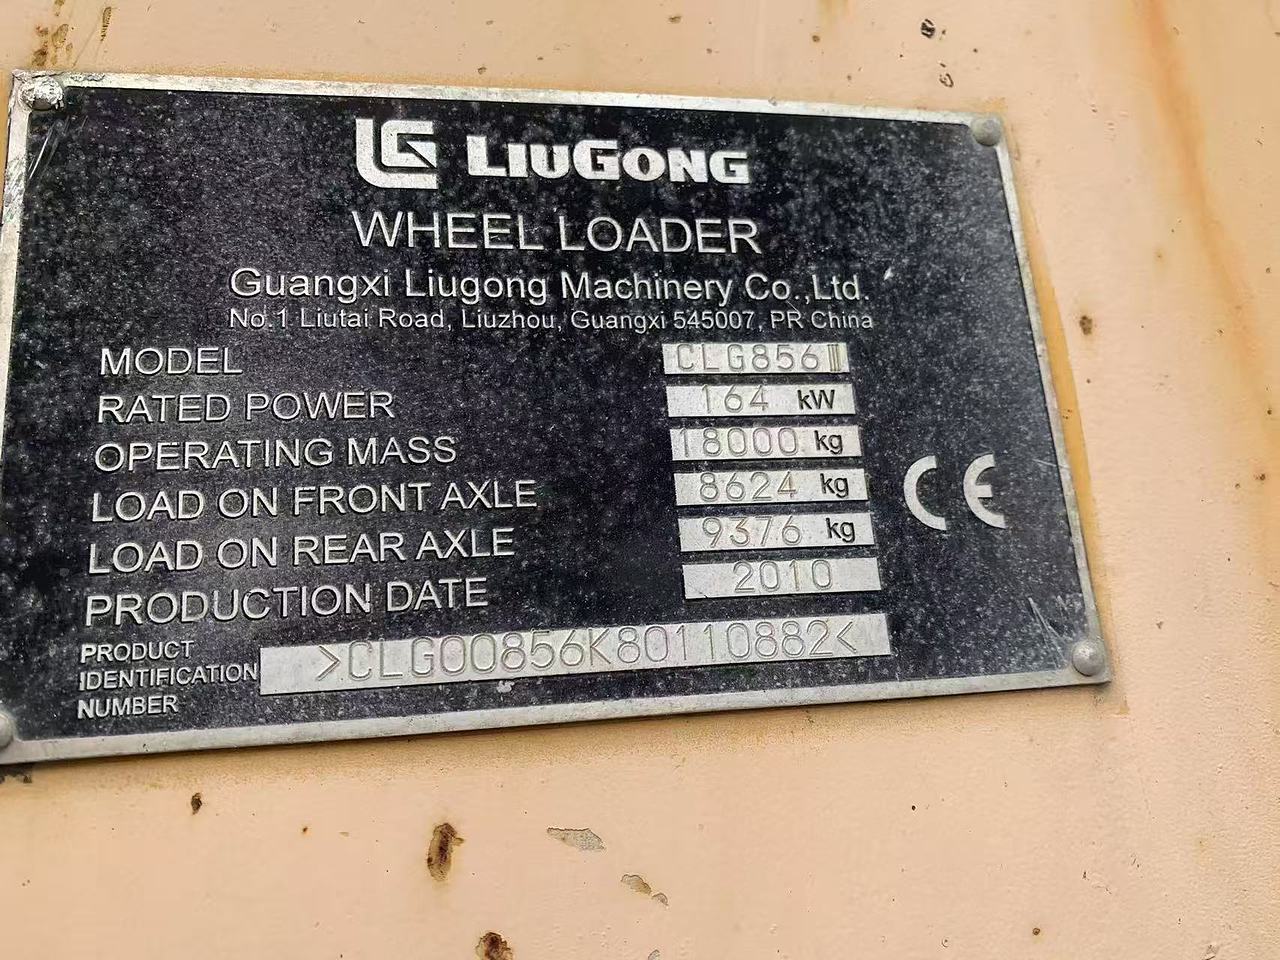 LG LIUGONG
WHEEL LOADER
Guangxi Liugong Machinery Co.,Ltd.
No.1 Liutai Road, Liuzhou, Guangxi 545007, PR China
MODEL CLG856Ⅲ
RATED POWER 164 kW
OPERATING MASS 18000 kg
LOAD ON FRONT AXLE 8624 kg
LOAD ON REAR AXLE 9376 kg
CE
PRODUCTION DATE 2010
PRODUCT
IDENTIFICATION
NUMBER
>CLG00856K80110882<